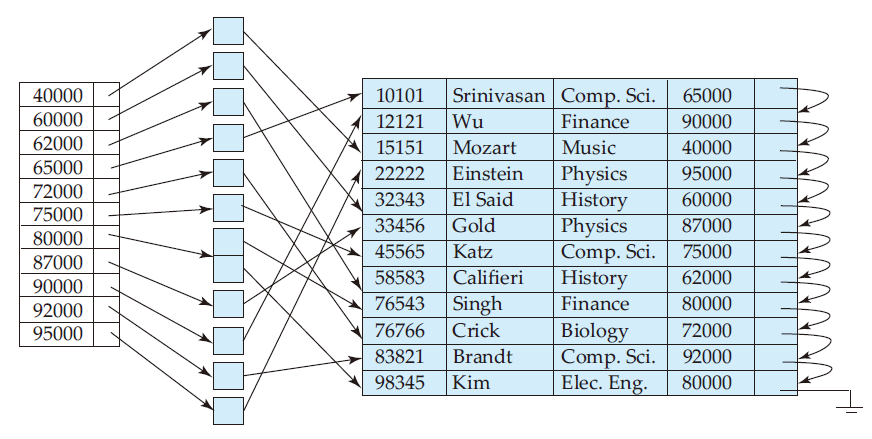 40000
60000
62000
65000
72000
75000
80000
87000
90000
92000
95000
10101 Srinivasan Comp. Sci. 65000
12121 Wu Finance 90000
15151 Mozart Music 40000
22222 Einstein Physics 95000
32343 El Said History 60000
33456 Gold Physics 87000
45565 Katz Comp. Sci. 75000
58583 Califieri History 62000
76543 Singh Finance 80000
76766 Crick Biology 72000
83821 Brandt Comp. Sci. 92000
98345 Kim Elec. Eng. 80000